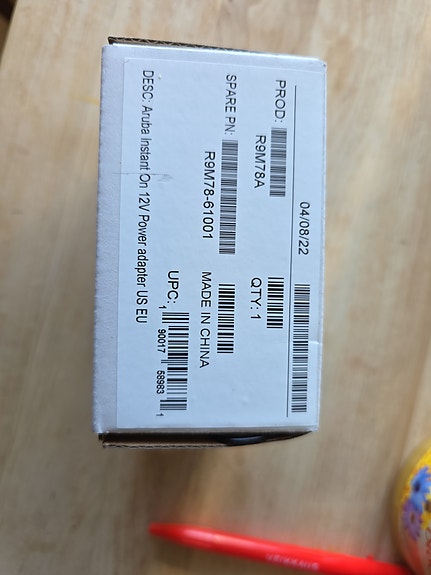 04/08/22
PROD:
R9M78A
QTY: 1
SPARE PN:
R9M78-61001
MADE IN CHINA
DESC: Aruba Instant On 12V Power adapter US EU
UPC:
1 90017 58983 1